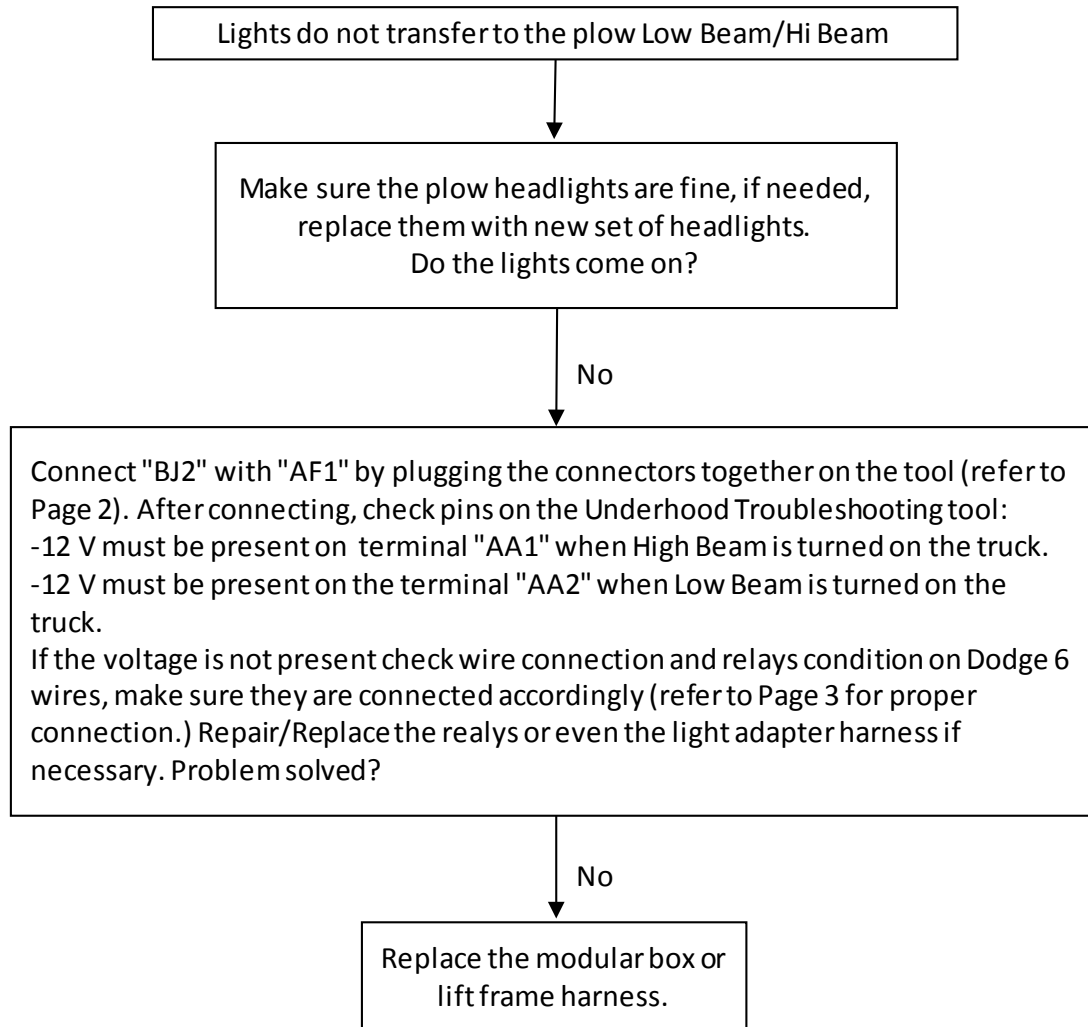 Lights do not transfer to the plow Low Beam/Hi Beam
Make sure the plow headlights are fine, if needed,
replace them with new set of headlights.
Do the lights come on?
No
Connect "BJ2" with "AF1" by plugging the connectors together on the tool (refer to
Page 2). After connecting, check pins on the Underhood Troubleshooting tool:
-12 V must be present on terminal "AA1" when High Beam is turned on the truck.
-12 V must be present on the terminal "AA2" when Low Beam is turned on the
truck.
If the voltage is not present check wire connection and relays condition on Dodge 6
wires, make sure they are connected accordingly (refer to Page 3 for proper
connection.) Repair/Replace the realys or even the light adapter harness if
necessary. Problem solved?
No
Replace the modular box or
lift frame harness.